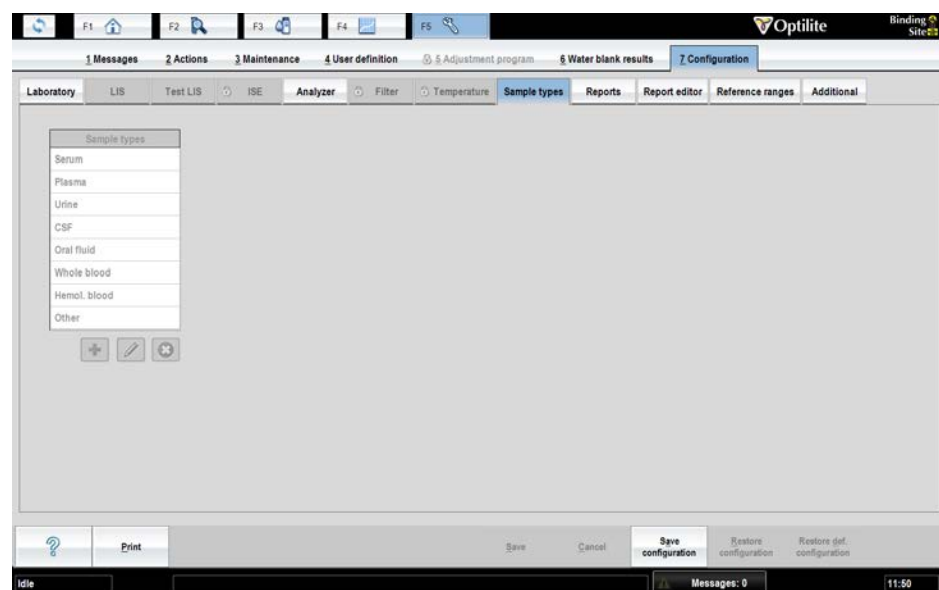 F1 F2 F3 F4 F5 Optilite Binding Site
1 Messages 2 Actions 3 Maintenance 4 User definition 5 Adjustment program 6 Water blank results 7 Configuration
Laboratory LIS Test LIS ISE Analyzer Filter Temperature Sample types Reports Report editor Reference ranges Additional
Sample types
Serum
Plasma
Urine
CSF
Oral fluid
Whole blood
Hemol. blood
Other
Print Save Cancel Save configuration Restore configuration Restore def. configuration
Idle Messages: 0 11:50